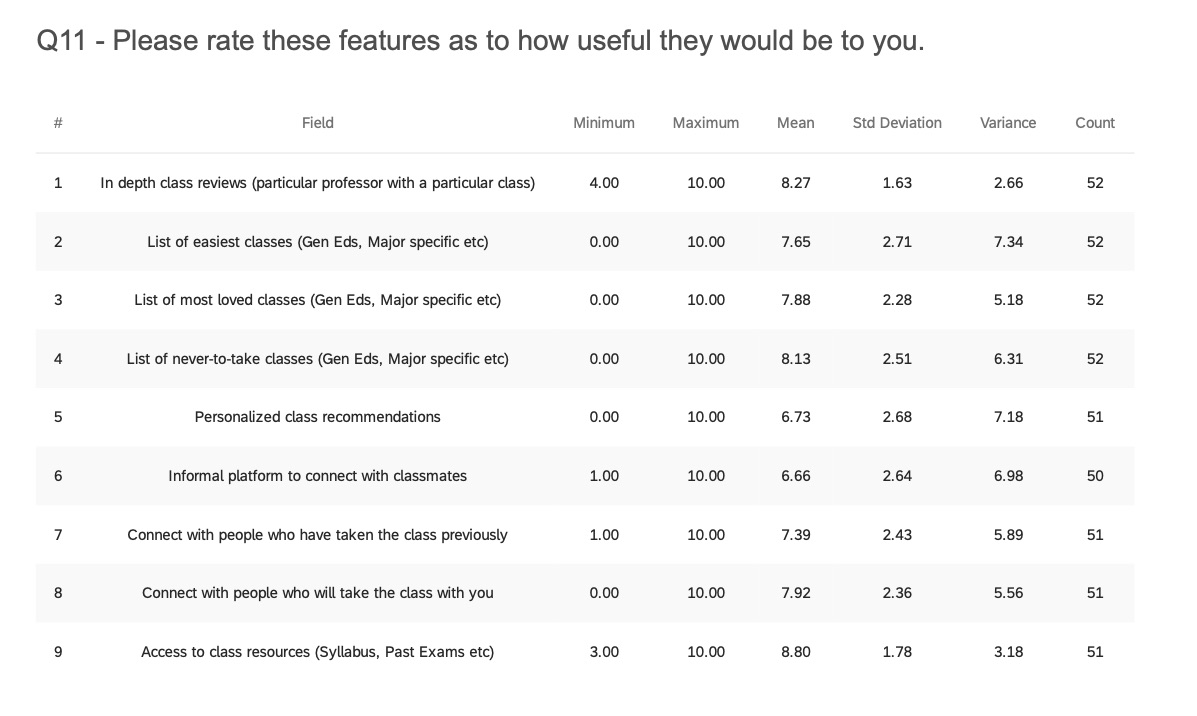 Q11 - Please rate these features as to how useful they would be to you.
# Field Minimum Maximum Mean Std Deviation Variance Count
1 In depth class reviews (particular professor with a particular class) 4.00 10.00 8.27 1.63 2.66 52
2 List of easiest classes (Gen Eds, Major specific etc) 0.00 10.00 7.65 2.71 7.34 52
3 List of most loved classes (Gen Eds, Major specific etc) 0.00 10.00 7.88 2.28 5.18 52
4 List of never-to-take classes (Gen Eds, Major specific etc) 0.00 10.00 8.13 2.51 6.31 52
5 Personalized class recommendations 0.00 10.00 6.73 2.68 7.18 51
6 Informal platform to connect with classmates 1.00 10.00 6.66 2.64 6.98 50
7 Connect with people who have taken the class previously 1.00 10.00 7.39 2.43 5.89 51
8 Connect with people who will take the class with you 0.00 10.00 7.92 2.36 5.56 51
9 Access to class resources (Syllabus, Past Exams etc) 3.00 10.00 8.80 1.78 3.18 51